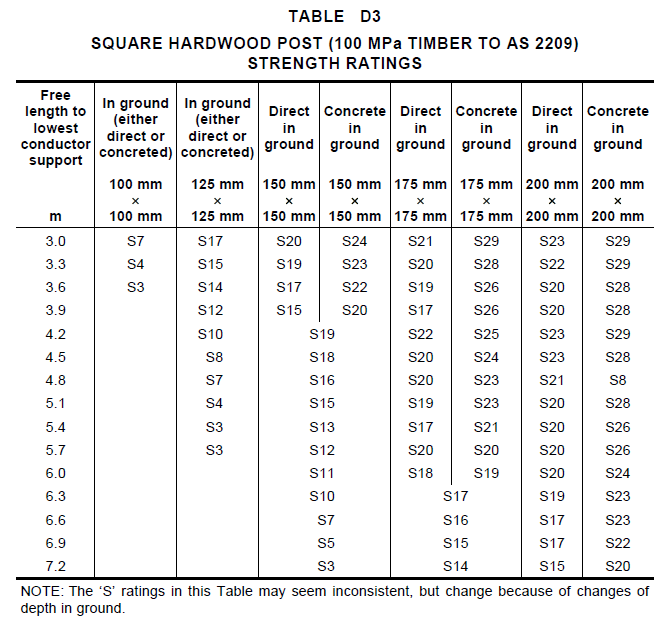 TABLE D3
SQUARE HARDWOOD POST (100 MPa TIMBER TO AS 2209)
STRENGTH RATINGS
Free length to lowest conductor support m | In ground (either direct or concreted) 100 mm × 100 mm | In ground (either direct or concreted) 125 mm × 125 mm | Direct in ground 150 mm × 150 mm | Concrete in ground 150 mm × 150 mm | Direct in ground 175 mm × 175 mm | Concrete in ground 175 mm × 175 mm | Direct in ground 200 mm × 200 mm | Concrete in ground 200 mm × 200 mm
3.0 S7 S17 S20 S24 S21 S29 S23 S29
3.3 S4 S15 S19 S23 S20 S28 S22 S29
3.6 S3 S14 S17 S22 S19 S26 S20 S28
3.9 S12 S15 S20 S17 S26 S20 S28
4.2 S10 S19 S22 S25 S23 S29
4.5 S8 S18 S20 S24 S23 S28
4.8 S7 S16 S20 S23 S21 S8
5.1 S4 S15 S19 S23 S20 S28
5.4 S3 S13 S17 S21 S20 S26
5.7 S3 S12 S20 S20 S20 S26
6.0 S11 S18 S19 S20 S24
6.3 S10 S17 S19 S23
6.6 S7 S16 S17 S23
6.9 S5 S15 S17 S22
7.2 S3 S14 S15 S20
NOTE: The ‘S’ ratings in this Table may seem inconsistent, but change because of changes of
depth in ground.